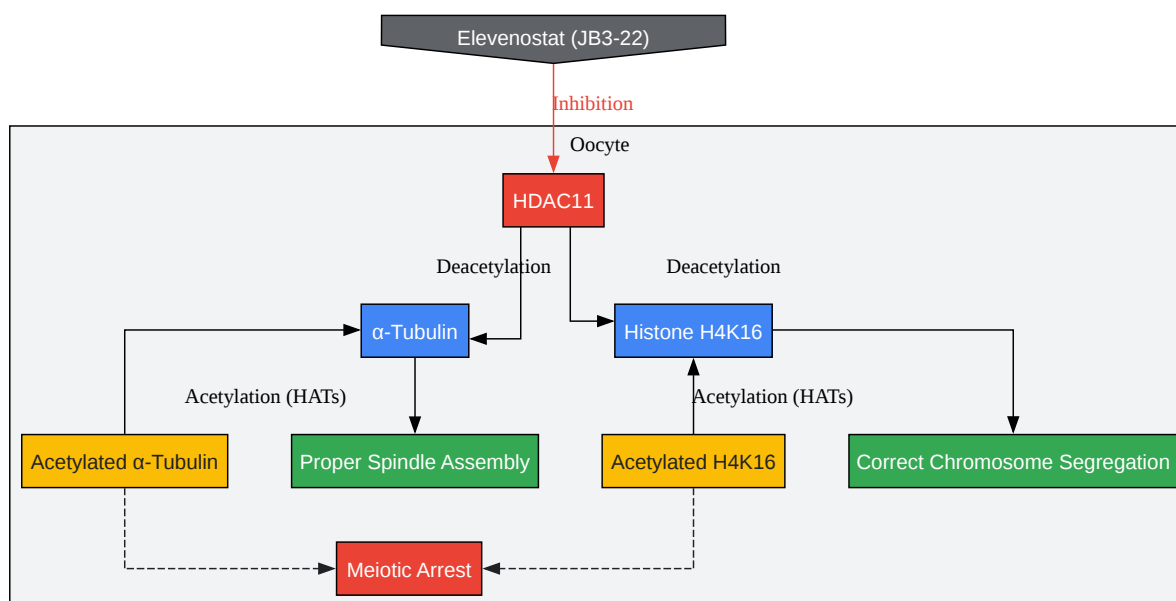 Elevenostat (JB3-22)
Inhibition
Oocyte
HDAC11
Deacetylation
Deacetylation
α-Tubulin
Histone H4K16
Acetylation (HATs)
Acetylation (HATs)
Acetylated α-Tubulin
Proper Spindle Assembly
Acetylated H4K16
Correct Chromosome Segregation
Meiotic Arrest